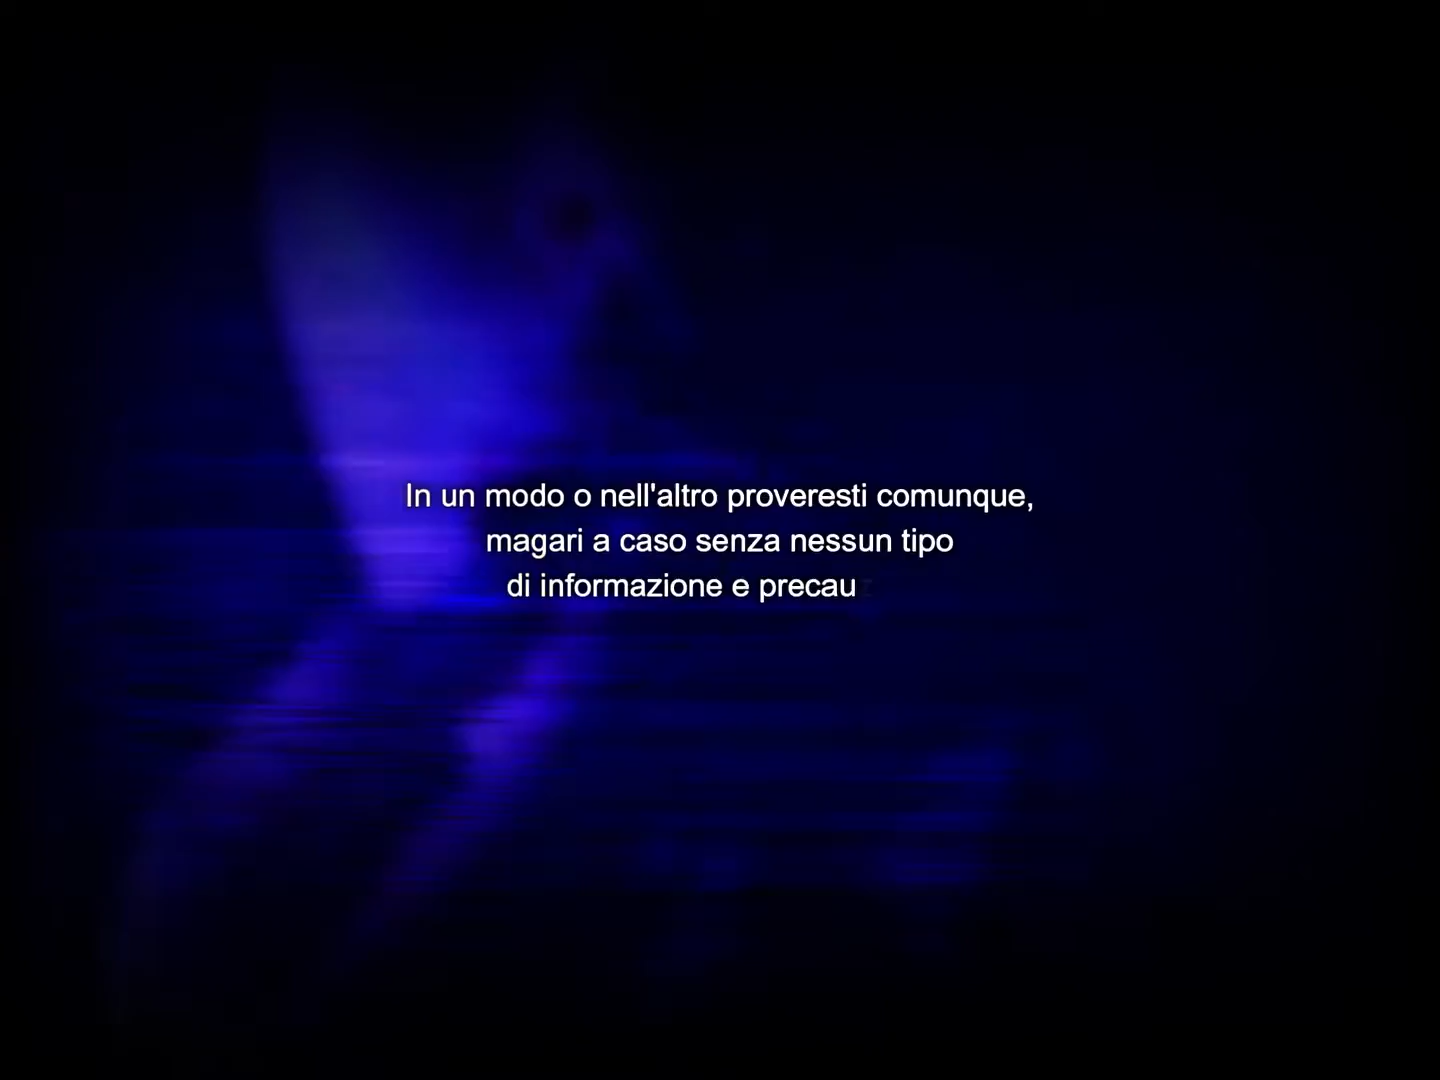 In un modo o nell'altro proveresti comunque,
magari a caso senza nessun tipo
di informazione e precau